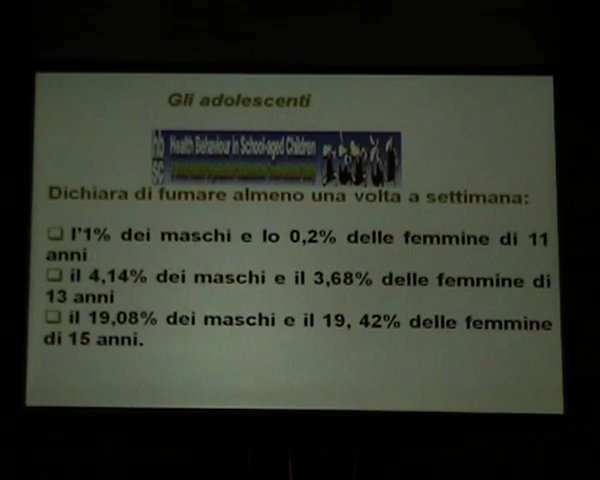 Gli adolescenti
hb
sc
Health Behaviour in School-aged Children
Dichiara di fumare almeno una volta a settimana:
❑ l'1% dei maschi e lo 0,2% delle femmine di 11
anni
❑ il 4,14% dei maschi e il 3,68% delle femmine di
13 anni
❑ il 19,08% dei maschi e il 19, 42% delle femmine
di 15 anni.